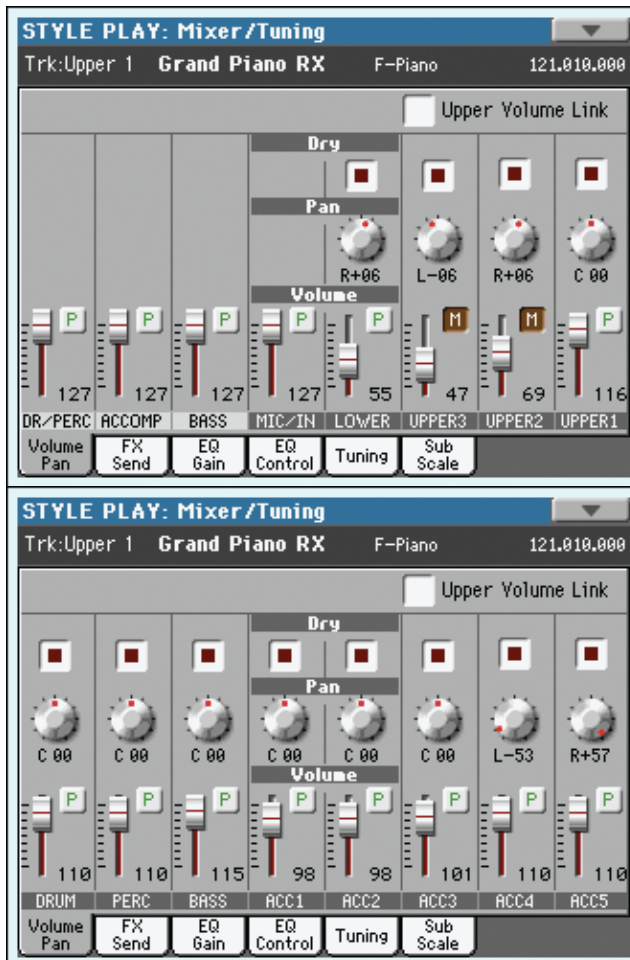 STYLE PLAY: Mixer/Tuning
Trk:Upper 1 Grand Piano RX F-Piano 121.010.000
Upper Volume Link
Dry
Pan
R+06 L-06 R+06 C 00
Volume
P P P P P M M P
127 127 127 127 55 47 69 116
DR/PERC ACCOMP BASS MIC/IN LOWER UPPER3 UPPER2 UPPER1
Volume Pan FX Send EQ Gain EQ Control Tuning Sub Scale
STYLE PLAY: Mixer/Tuning
Trk:Upper 1 Grand Piano RX F-Piano 121.010.000
Upper Volume Link
Dry
Pan
C 00 C 00 C 00 C 00 C 00 C 00 L-53 R+57
Volume
P P P P P P P P
110 110 115 98 98 101 110 110
DRUM PERC BASS ACC1 ACC2 ACC3 ACC4 ACC5
Volume Pan FX Send EQ Gain EQ Control Tuning Sub Scale